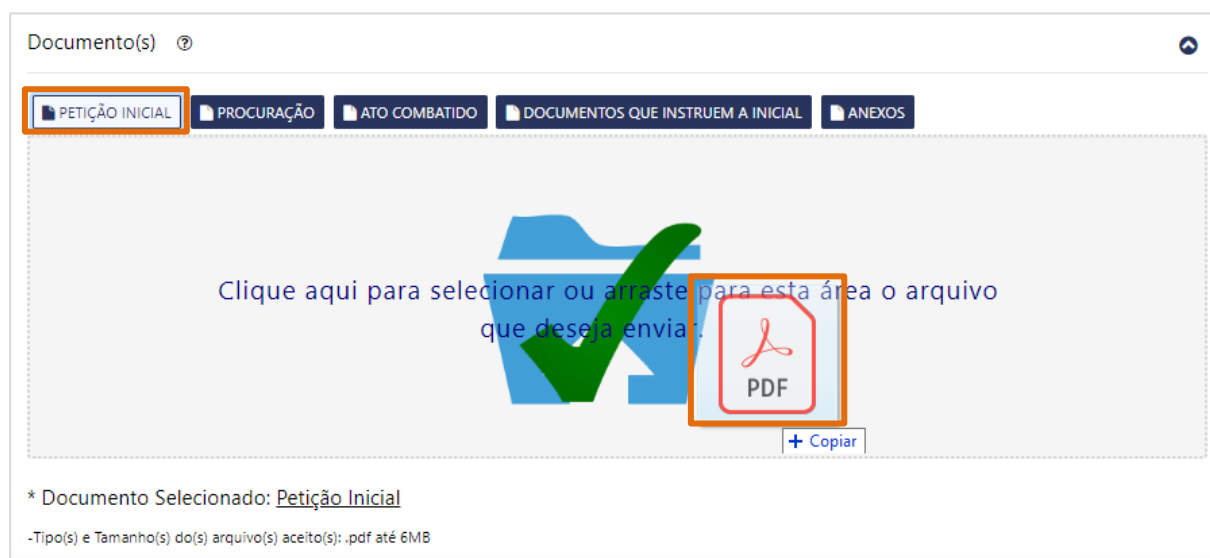 Documento(s) ?
PETIÇÃO INICIAL PROCURAÇÃO ATO COMBATIDO DOCUMENTOS QUE INSTRUEM A INICIAL ANEXOS
Clique aqui para selecionar ou arraste para esta área o arquivo
que deseja enviar.
PDF
+ Copiar
* Documento Selecionado: Petição Inicial
-Tipo(s) e Tamanho(s) do(s) arquivo(s) aceito(s): .pdf até 6MB